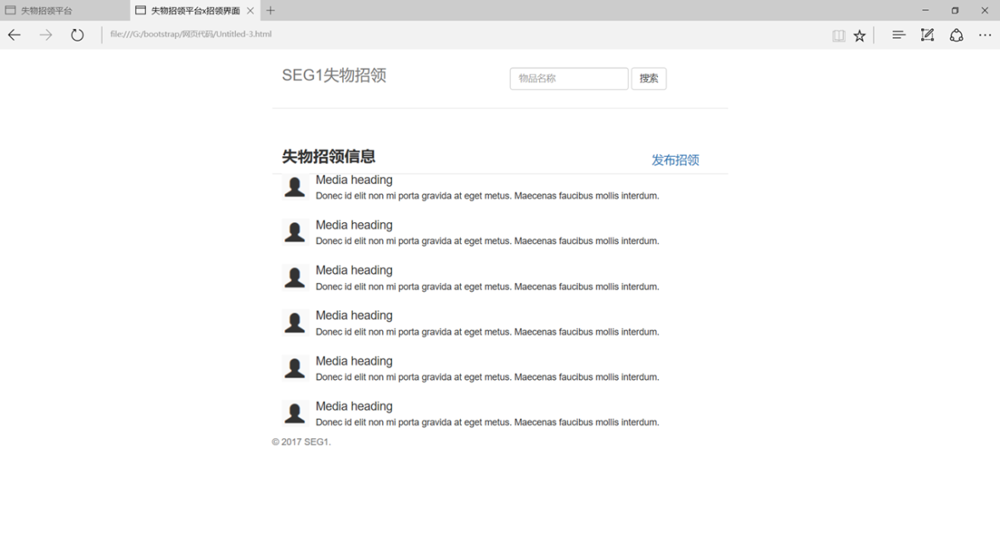 失物招领平台
失物招领平台x招领界面
file:///G:/bootstrap/网页代码/Untitled-3.html
SEG1失物招领
物品名称
搜索
失物招领信息
发布招领
Media heading
Donec id elit non mi porta gravida at eget metus. Maecenas faucibus mollis interdum.
Media heading
Donec id elit non mi porta gravida at eget metus. Maecenas faucibus mollis interdum.
Media heading
Donec id elit non mi porta gravida at eget metus. Maecenas faucibus mollis interdum.
Media heading
Donec id elit non mi porta gravida at eget metus. Maecenas faucibus mollis interdum.
Media heading
Donec id elit non mi porta gravida at eget metus. Maecenas faucibus mollis interdum.
Media heading
Donec id elit non mi porta gravida at eget metus. Maecenas faucibus mollis interdum.
© 2017 SEG1.